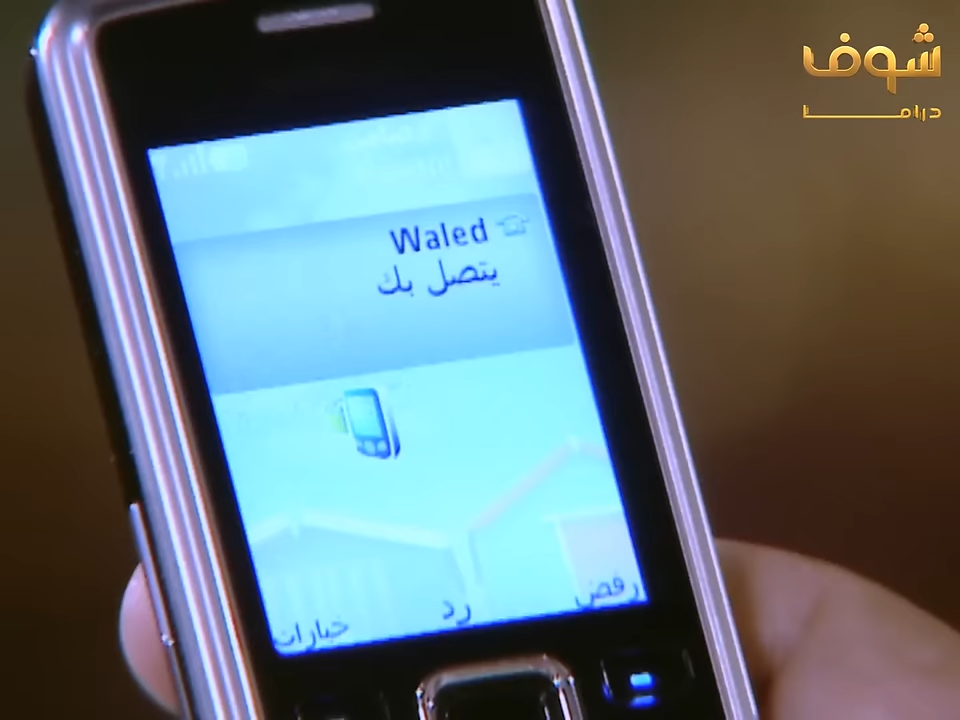 شوف
دراما
Waled
يتصل بك
خيارات
رد
رفض